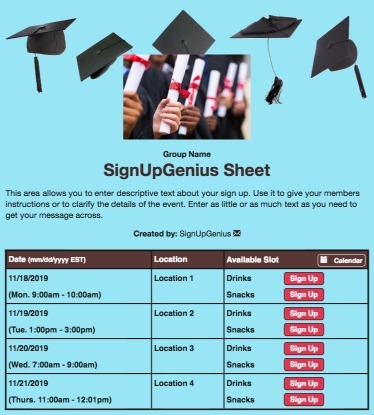 Group Name
SignUpGenius Sheet
This area allows you to enter descriptive text about your sign up. Use it to give your members
instructions or to clarify the details of the event. Enter as little or as much text as you need to
get your message across.
Created by: SignUpGenius
Date (mm/dd/yyyy EST) Location Available Slot Calendar
11/18/2019 Location 1 Drinks Sign Up
(Mon. 9:00am - 10:00am) Snacks Sign Up
11/19/2019 Location 2 Drinks Sign Up
(Tue. 1:00pm - 3:00pm) Snacks Sign Up
11/20/2019 Location 3 Drinks Sign Up
(Wed. 7:00am - 9:00am) Snacks Sign Up
11/21/2019 Location 4 Drinks Sign Up
(Thurs. 11:00am - 12:01pm) Snacks Sign Up